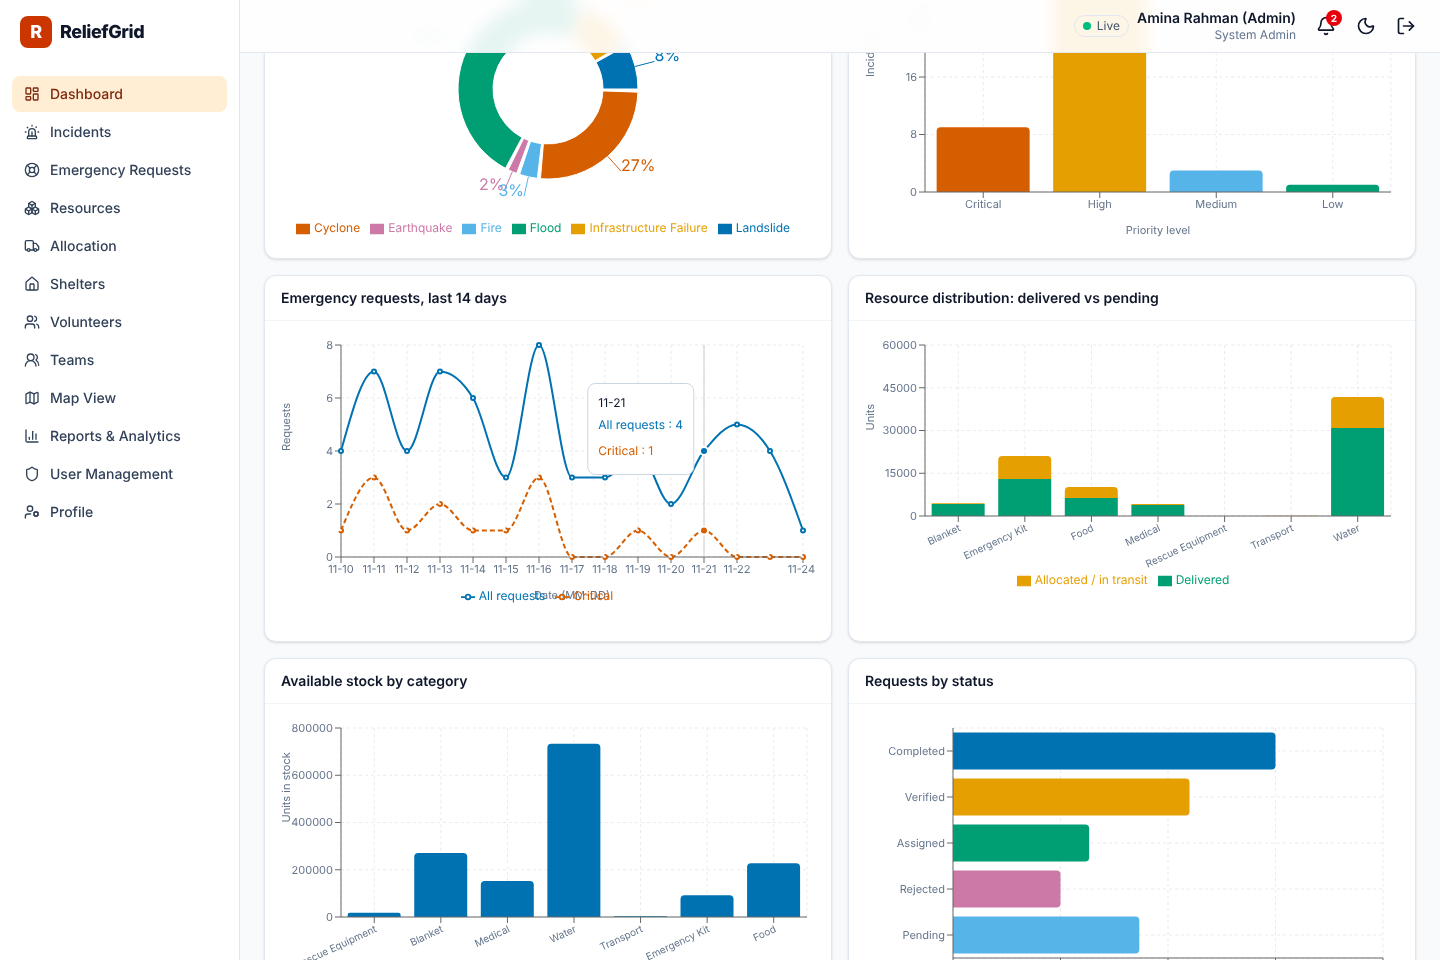 R ReliefGrid
Dashboard
Incidents
Emergency Requests
Resources
Allocation
Shelters
Volunteers
Teams
Map View
Reports & Analytics
User Management
Profile
Live
Amina Rahman (Admin)
System Admin
2
8%
27%
2%
3%
Cyclone Earthquake Fire Flood Infrastructure Failure Landslide
16
8
0
Critical High Medium Low
Priority level
Emergency requests, last 14 days
8
6
4
2
0
Requests
11-21
All requests : 4
Critical : 1
11-10 11-11 11-12 11-13 11-14 11-15 11-16 11-17 11-18 11-19 11-20 11-21 11-22 11-24
Date (MM-DD)
All requests Critical
Resource distribution: delivered vs pending
60000
45000
30000
15000
0
Units
Blanket Emergency Kit Food Medical Rescue Equipment Transport Water
Allocated / in transit Delivered
Available stock by category
800000
600000
400000
200000
0
Units in stock
Equipment Blanket Medical Water Transport Emergency Kit Food
Requests by status
Completed
Verified
Assigned
Rejected
Pending